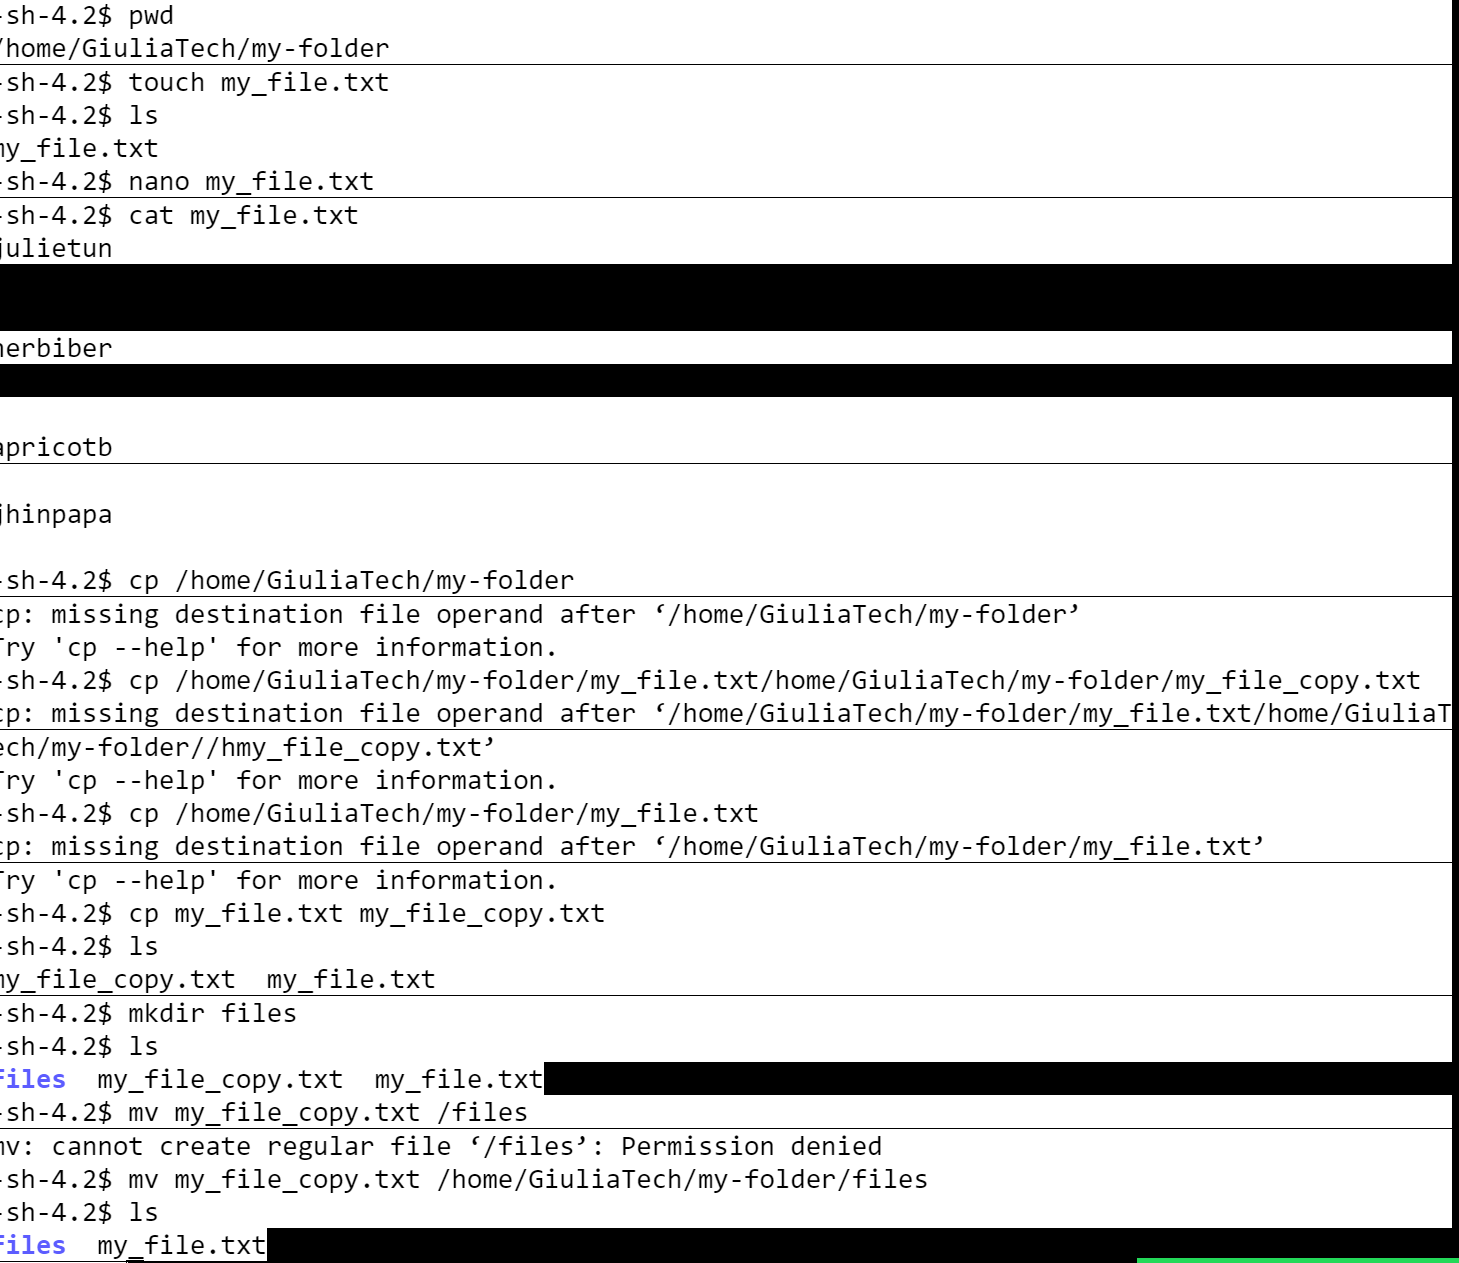 -sh-4.2$ pwd
/home/GiuliaTech/my-folder
-sh-4.2$ touch my_file.txt
-sh-4.2$ ls
my_file.txt
-sh-4.2$ nano my_file.txt
-sh-4.2$ cat my_file.txt
julietun
herbiber
apricotb
jhinpapa
-sh-4.2$ cp /home/GiuliaTech/my-folder
cp: missing destination file operand after ‘/home/GiuliaTech/my-folder’
Try 'cp --help' for more information.
-sh-4.2$ cp /home/GiuliaTech/my-folder/my_file.txt/home/GiuliaTech/my-folder/my_file_copy.txt
cp: missing destination file operand after ‘/home/GiuliaTech/my-folder/my_file.txt/home/GiuliaT
ech/my-folder//hmy_file_copy.txt’
Try 'cp --help' for more information.
-sh-4.2$ cp /home/GiuliaTech/my-folder/my_file.txt
cp: missing destination file operand after ‘/home/GiuliaTech/my-folder/my_file.txt’
Try 'cp --help' for more information.
-sh-4.2$ cp my_file.txt my_file_copy.txt
-sh-4.2$ ls
my_file_copy.txt  my_file.txt
-sh-4.2$ mkdir files
-sh-4.2$ ls
files  my_file_copy.txt  my_file.txt
-sh-4.2$ mv my_file_copy.txt /files
mv: cannot create regular file ‘/files’: Permission denied
-sh-4.2$ mv my_file_copy.txt /home/GiuliaTech/my-folder/files
-sh-4.2$ ls
files  my_file.txt